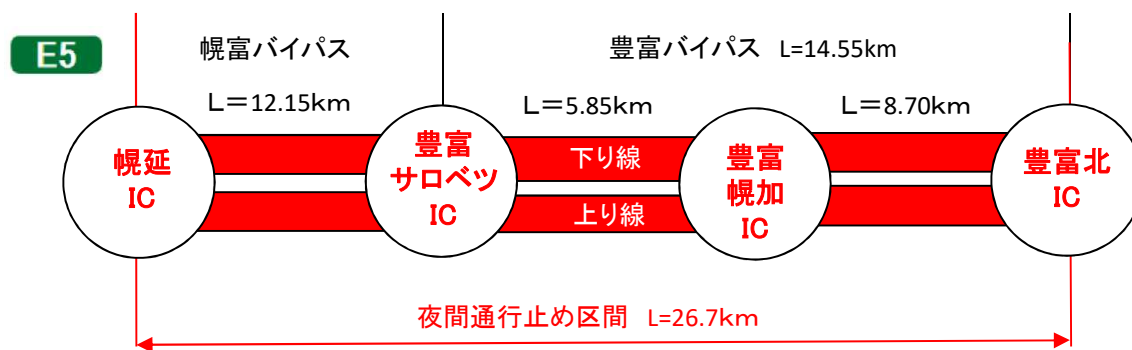 E5
幌富バイパス
豊富バイパス L=14.55km
L=12.15km
L=5.85km
L=8.70km
幌延
IC
豊富
サロベツ
IC
下り線
上り線
豊富
幌加
IC
豊富北
IC
夜間通行止め区間 L=26.7km